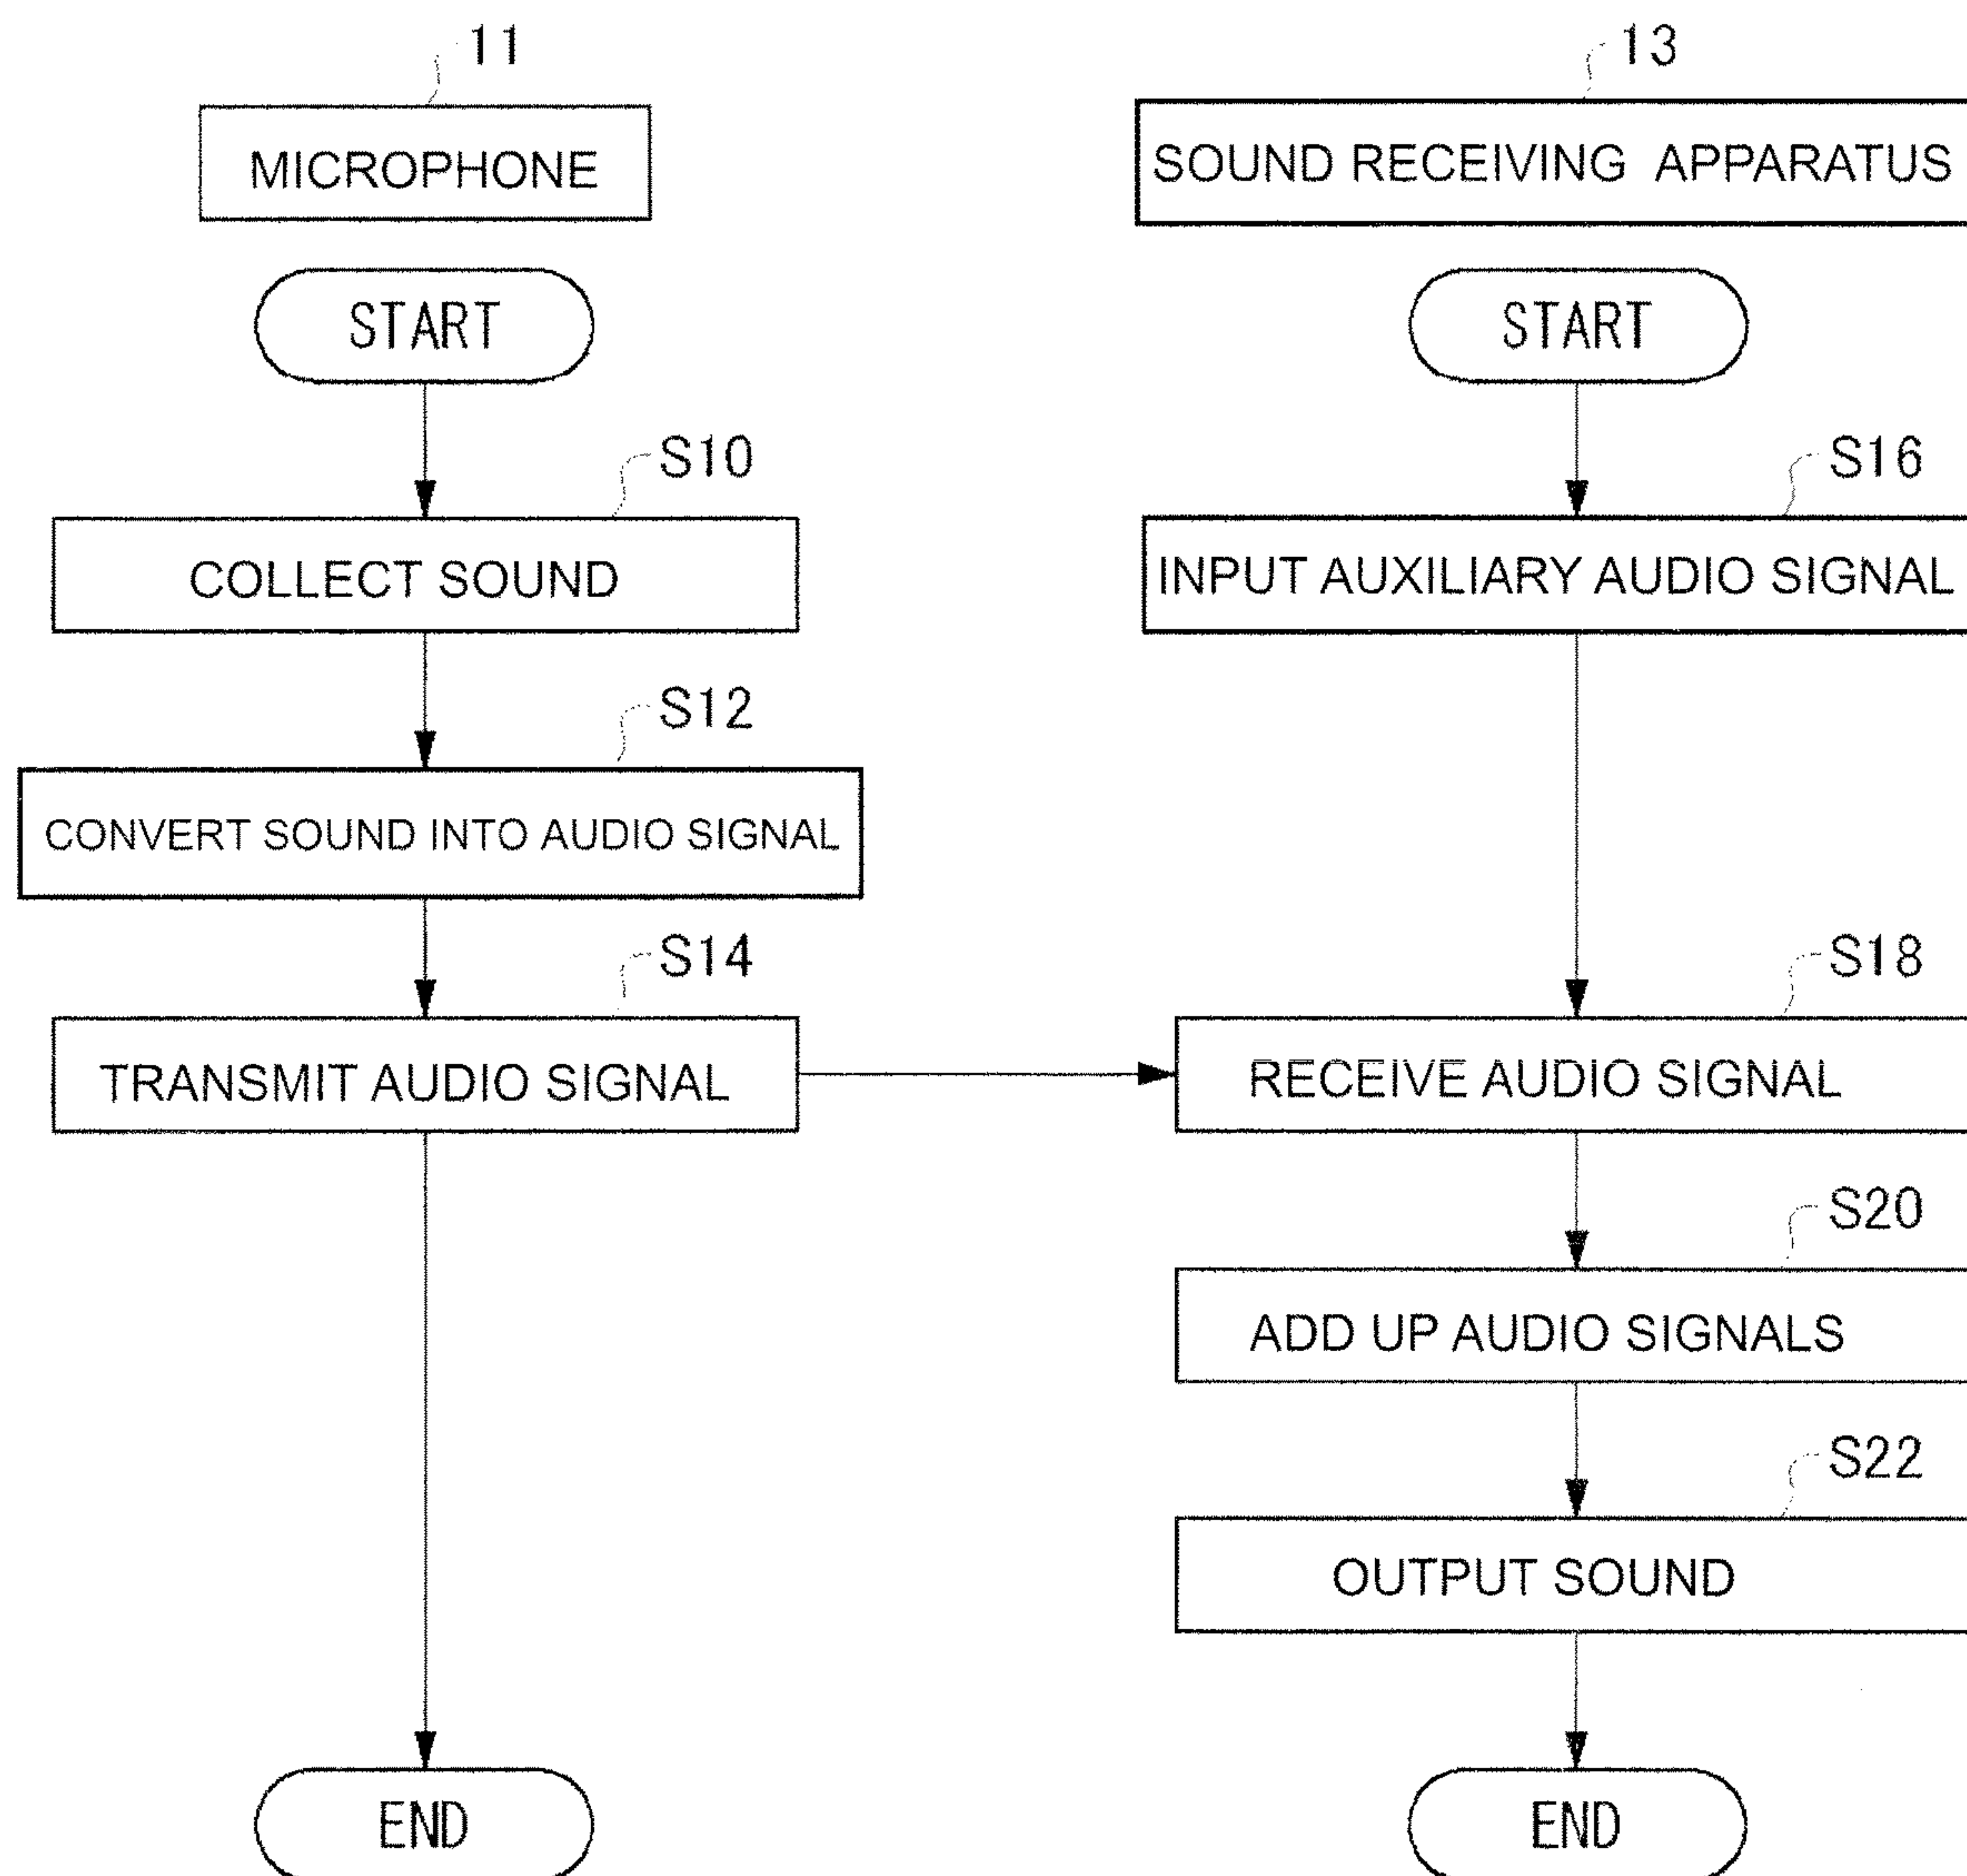 11
MICROPHONE
START
S10
COLLECT SOUND
S12
CONVERT SOUND INTO AUDIO SIGNAL
S14
TRANSMIT AUDIO SIGNAL
END
13
SOUND RECEIVING APPARATUS
START
S16
INPUT AUXILIARY AUDIO SIGNAL
S18
RECEIVE AUDIO SIGNAL
S20
ADD UP AUDIO SIGNALS
S22
OUTPUT SOUND
END